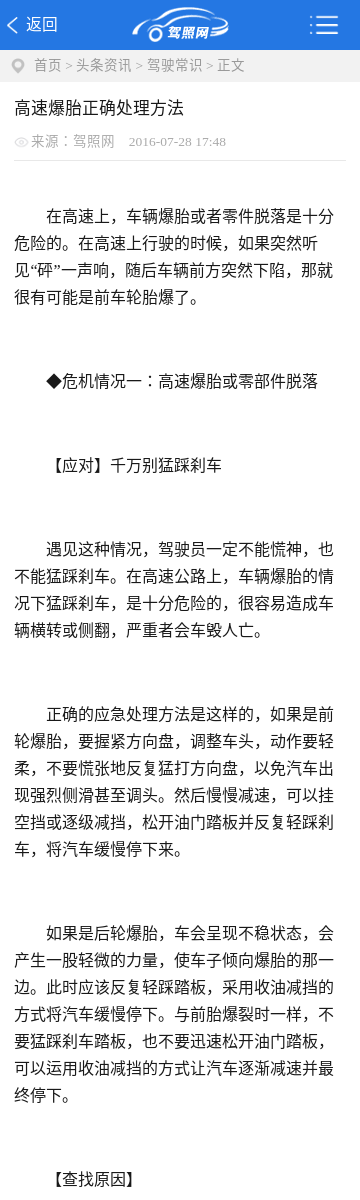 返回
驾照网
首页 > 头条资讯 > 驾驶常识 > 正文
高速爆胎正确处理方法
来源：驾照网 2016-07-28 17:48
在高速上，车辆爆胎或者零件脱落是十分
危险的。在高速上行驶的时候，如果突然听
见“砰”一声响，随后车辆前方突然下陷，那就
很有可能是前车轮胎爆了。
◆危机情况一：高速爆胎或零部件脱落
【应对】千万别猛踩刹车
遇见这种情况，驾驶员一定不能慌神，也
不能猛踩刹车。在高速公路上，车辆爆胎的情
况下猛踩刹车，是十分危险的，很容易造成车
辆横转或侧翻，严重者会车毁人亡。
正确的应急处理方法是这样的，如果是前
轮爆胎，要握紧方向盘，调整车头，动作要轻
柔，不要慌张地反复猛打方向盘，以免汽车出
现强烈侧滑甚至调头。然后慢慢减速，可以挂
空挡或逐级减挡，松开油门踏板并反复轻踩刹
车，将汽车缓慢停下来。
如果是后轮爆胎，车会呈现不稳状态，会
产生一股轻微的力量，使车子倾向爆胎的那一
边。此时应该反复轻踩踏板，采用收油减挡的
方式将汽车缓慢停下。与前胎爆裂时一样，不
要猛踩刹车踏板，也不要迅速松开油门踏板，
可以运用收油减挡的方式让汽车逐渐减速并最
终停下。
【查找原因】